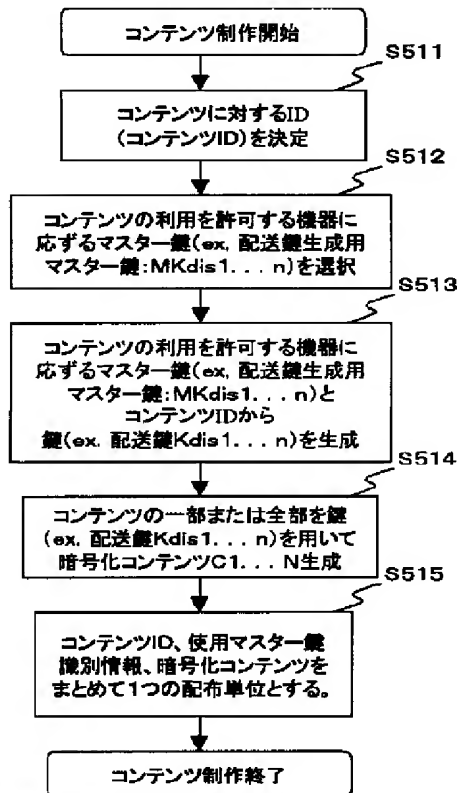 コンテンツ制作開始
S511
コンテンツに対するID
(コンテンツID)を決定
S512
コンテンツの利用を許可する機器に
応ずるマスター鍵(ex, 配送鍵生成用
マスター鍵:MKdis1...n)を選択
S513
コンテンツの利用を許可する機器に
応ずるマスター鍵(ex, 配送鍵生成用
マスター鍵:MKdis1...n)と
コンテンツIDから
鍵(ex. 配送鍵Kdis1...n)を生成
S514
コンテンツの一部または全部を鍵
(ex. 配送鍵Kdis1...n)を用いて
暗号化コンテンツC1...N生成
S515
コンテンツID、使用マスター鍵
識別情報、暗号化コンテンツを
まとめて1つの配布単位とする。
コンテンツ制作終了